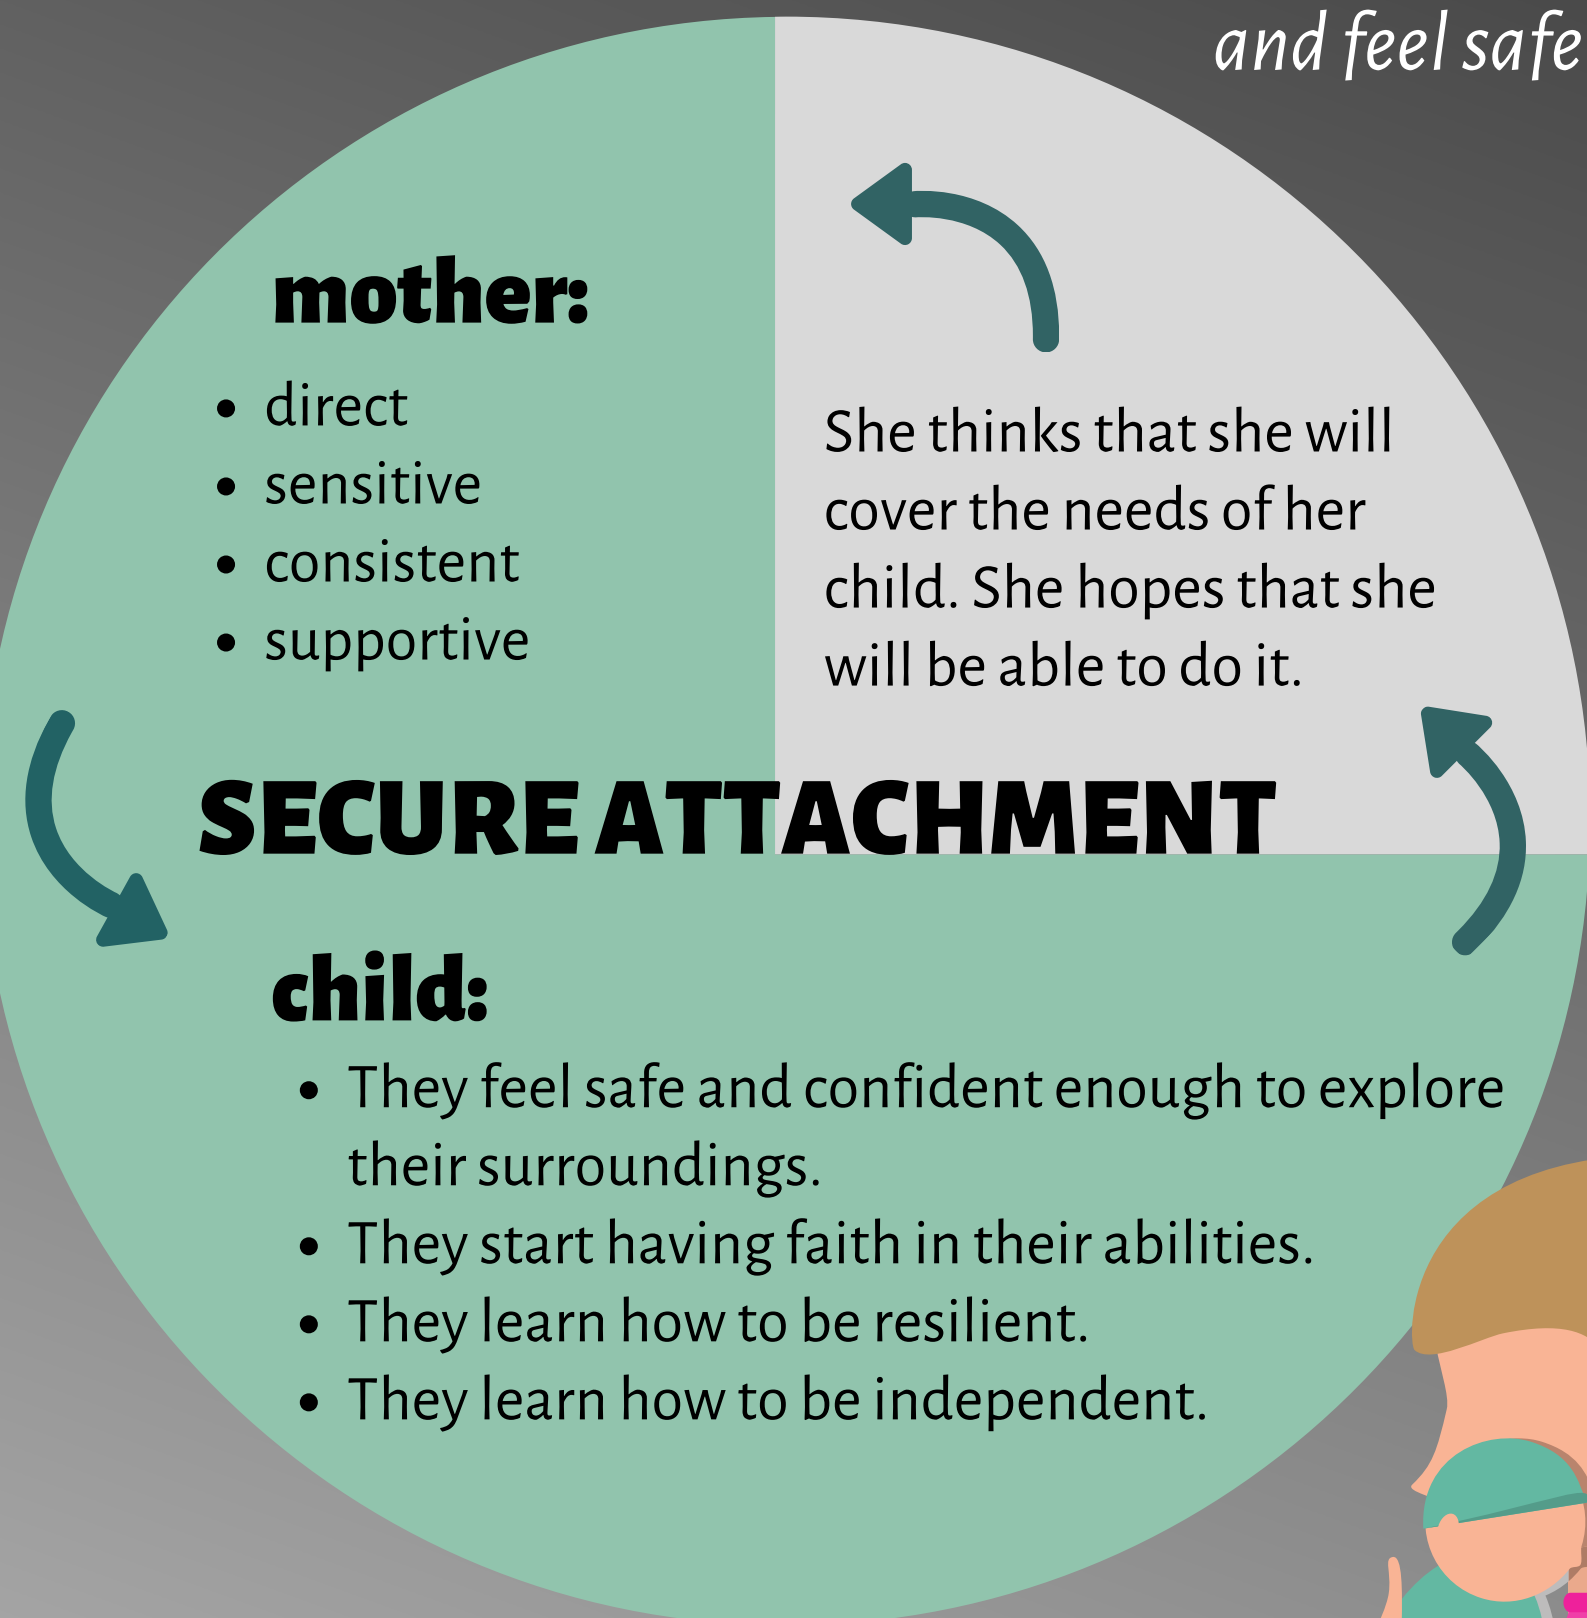 and feel safe
mother:
• direct
• sensitive
• consistent
• supportive
She thinks that she will
cover the needs of her
child. She hopes that she
will be able to do it.
SECURE ATTACHMENT
child:
• They feel safe and confident enough to explore
their surroundings.
• They start having faith in their abilities.
• They learn how to be resilient.
• They learn how to be independent.